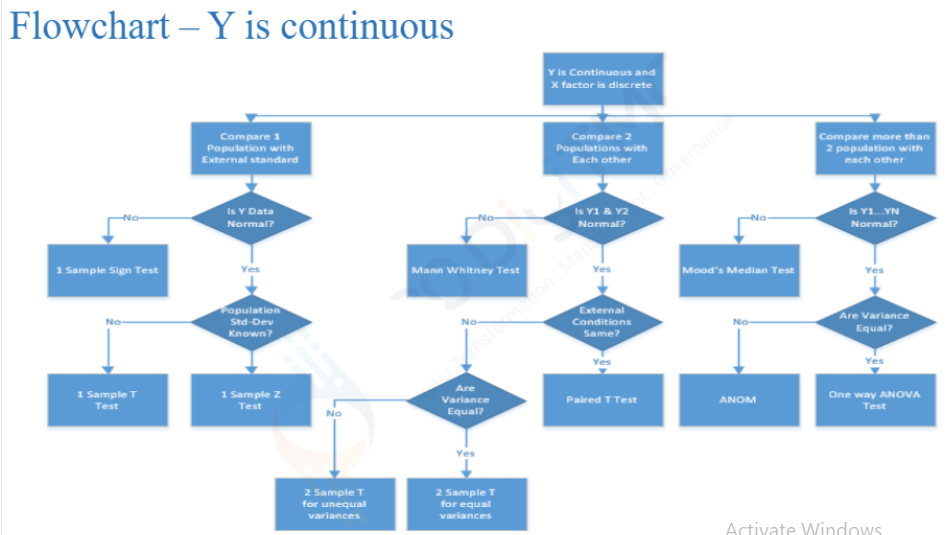 Flowchart – Y is continuous
Y is Continuous and
X factor is discrete
Compare 1
Population with
External standard
Compare 2
Populations with
Each other
Compare more than
2 population with
each other
Is Y Data
Normal?
Is Y1 & Y2
Normal?
Is Y1...YN
Normal?
No
No
No
1 Sample Sign Test
Yes
Mann Whitney Test
Yes
Mood's Median Test
Yes
Population
Std-Dev
Known?
External
Conditions
Same?
Are Variance
Equal?
No
No
No
Yes
Yes
1 Sample T
Test
1 Sample Z
Test
Are
Variance
Equal?
Paired T Test
ANOM
One way ANOVA
Test
No
Yes
2 Sample T
for unequal
variances
2 Sample T
for equal
variances
Activate Windows